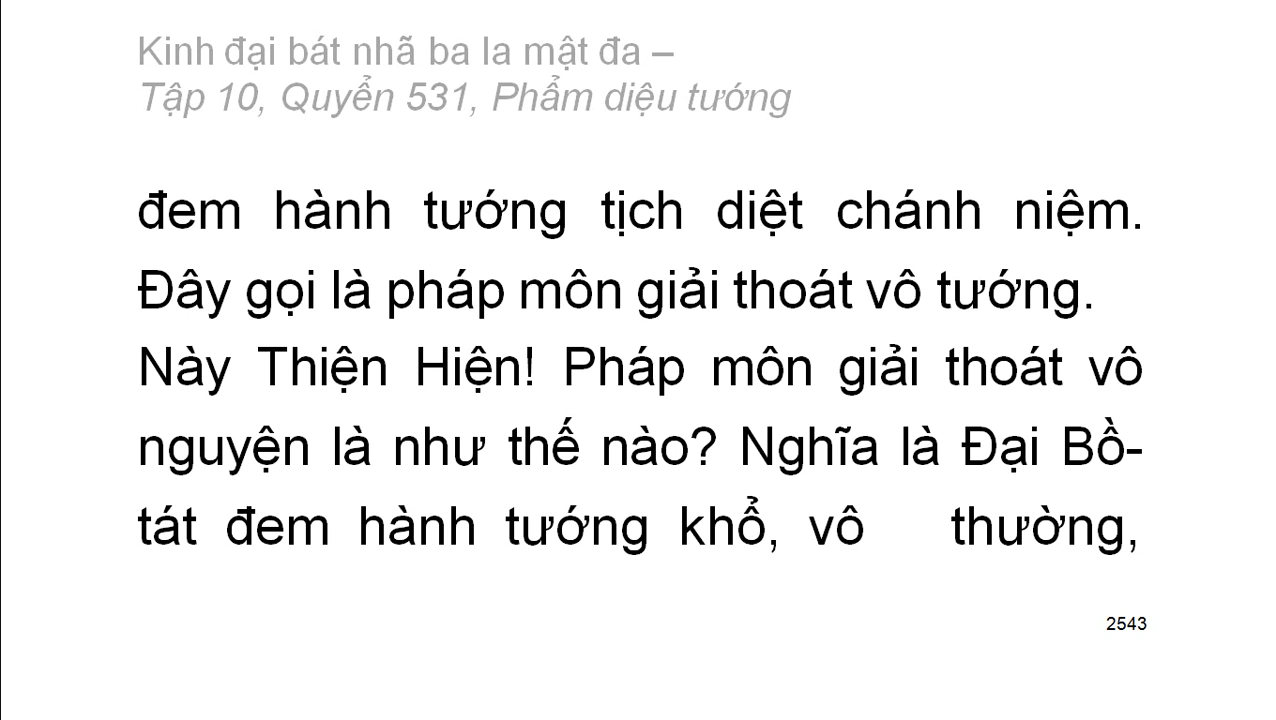 Kinh đại bát nhã ba la mật đa –
Tập 10, Quyển 531, Phẩm diệu tướng
đem hành tướng tịch diệt chánh niệm.
Đây gọi là pháp môn giải thoát vô tướng.
Này Thiện Hiện! Pháp môn giải thoát vô
nguyện là như thế nào? Nghĩa là Đại Bồ-
tát đem hành tướng khổ, vô thường,
2543